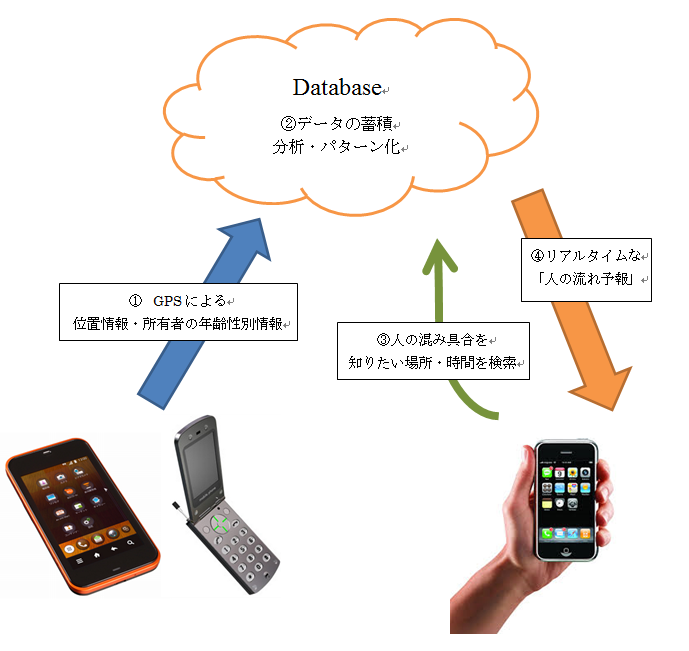 Database
②データの蓄積
分析・パターン化
① GPSによる
位置情報・所有者の年齢性別情報
③人の混み具合を
知りたい場所・時間を検索
④リアルタイムな
「人の流れ予報」